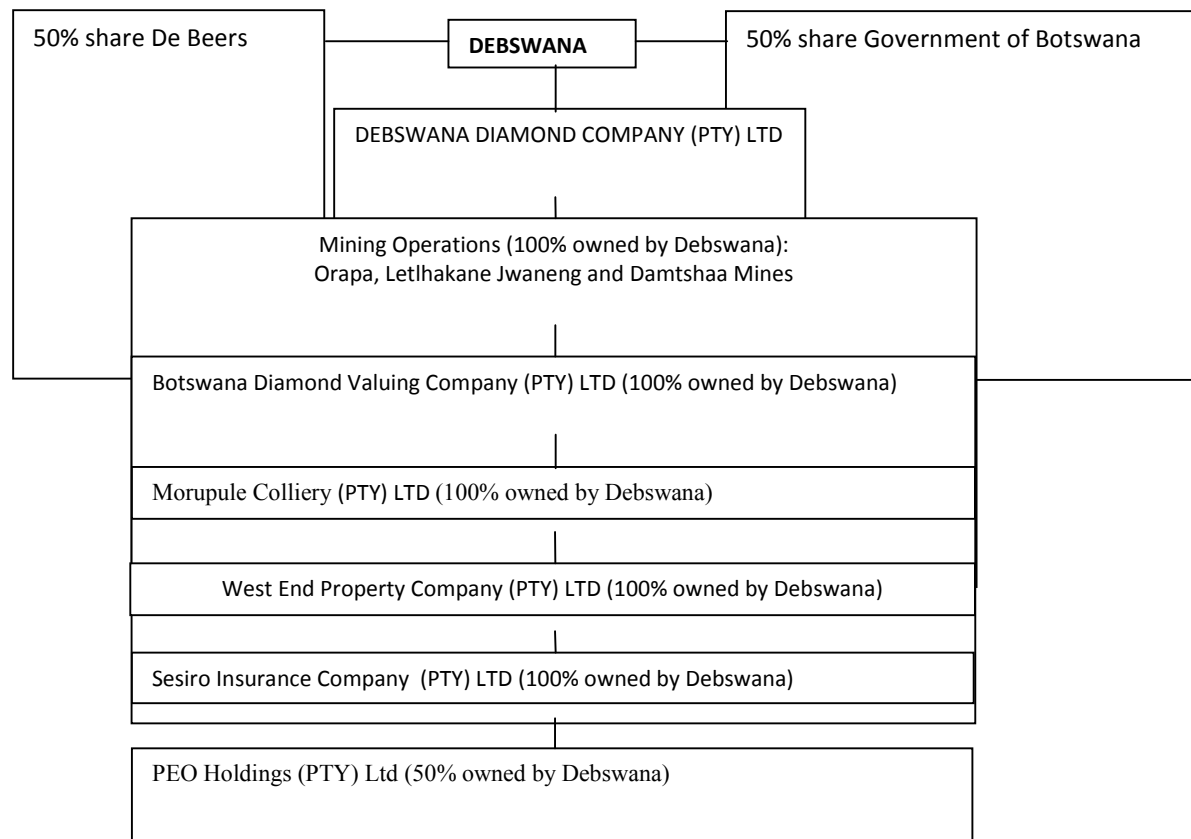 50% share De Beers
DEBSWANA
50% share Government of Botswana
DEBSWANA DIAMOND COMPANY (PTY) LTD
Mining Operations (100% owned by Debswana):
Orapa, Letlhakane Jwaneng and Damtshaa Mines
Botswana Diamond Valuing Company (PTY) LTD (100% owned by Debswana)
Morupule Colliery (PTY) LTD (100% owned by Debswana)
West End Property Company (PTY) LTD (100% owned by Debswana)
Sesiro Insurance Company (PTY) LTD (100% owned by Debswana)
PEO Holdings (PTY) Ltd (50% owned by Debswana)